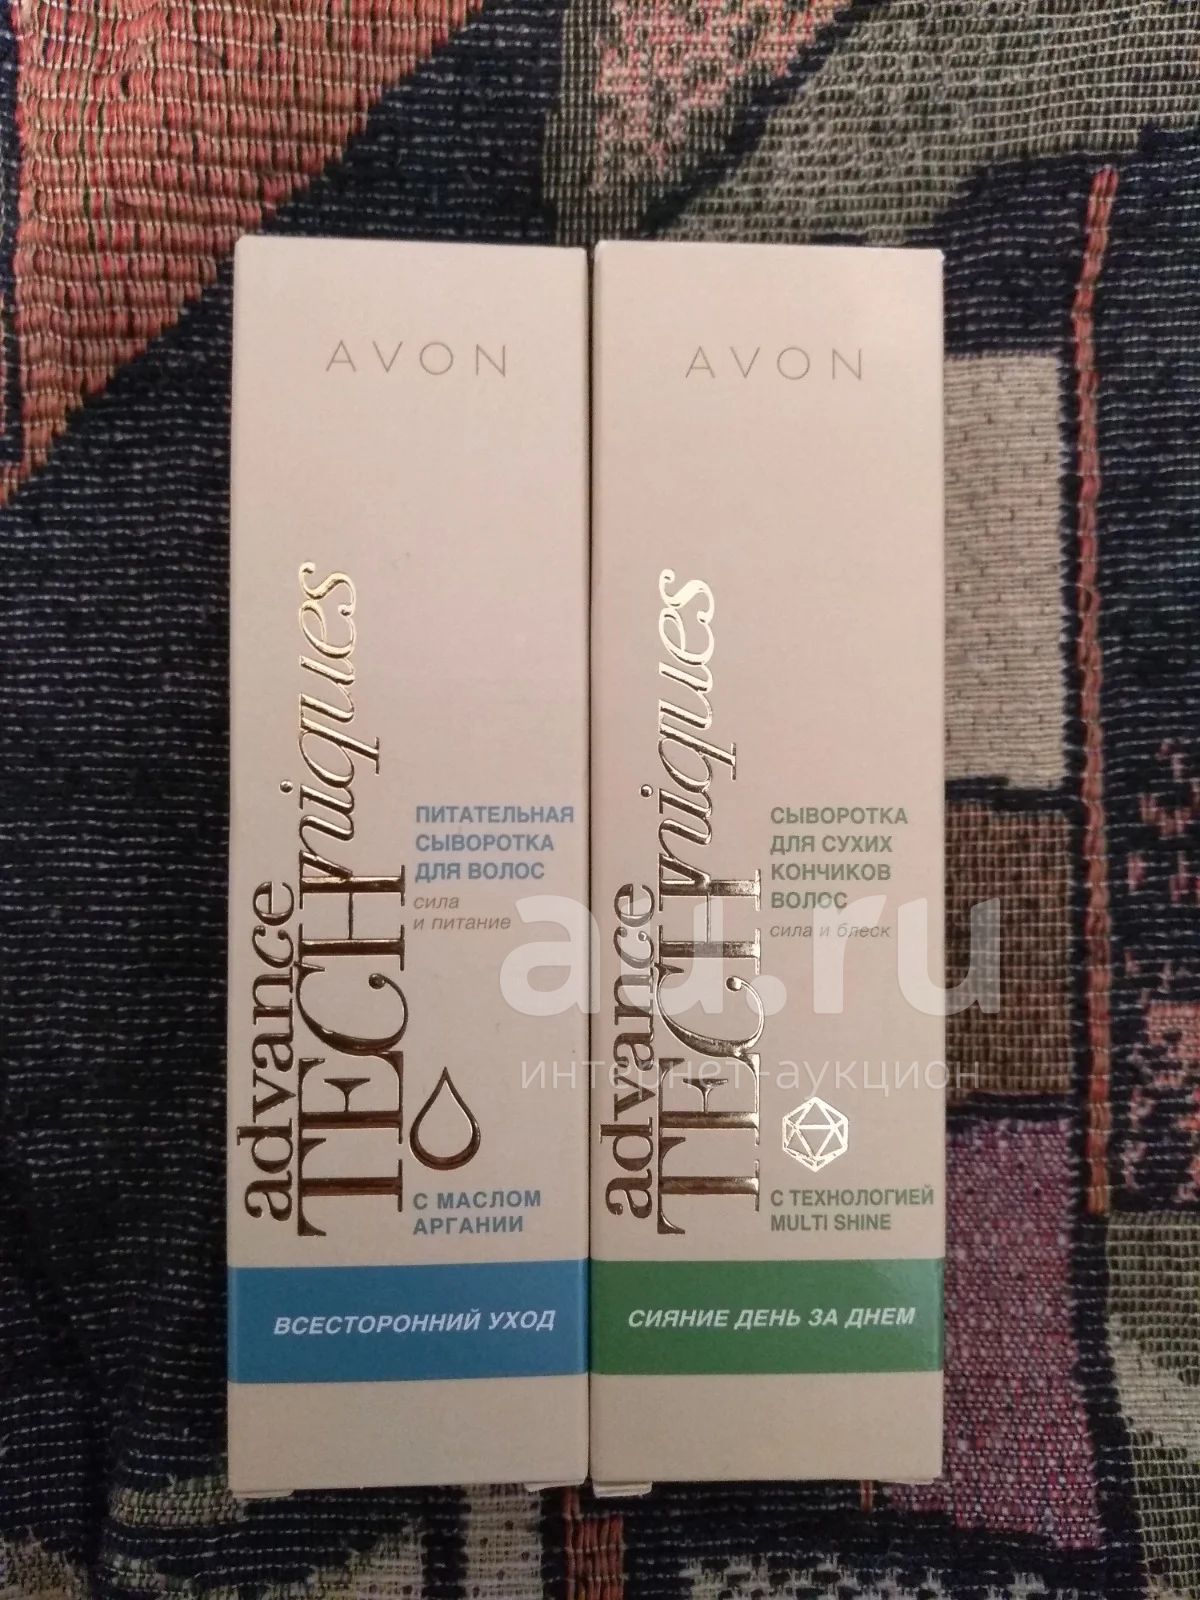 AVON
advance
TECHniques
ПИТАТЕЛЬНАЯ
СЫВОРОТКА
ДЛЯ ВОЛОС
сила
и питание
С МАСЛОМ
АРГАНИИ
ВСЕСТОРОННИЙ УХОД
AVON
advance
TECHniques
СЫВОРОТКА
ДЛЯ СУХИХ
КОНЧИКОВ
ВОЛОС
сила и блеск
С ТЕХНОЛОГИЕЙ
MULTI SHINE
СИЯНИЕ ДЕНЬ ЗА ДНЕМ
au.ru
интернет-аукцион